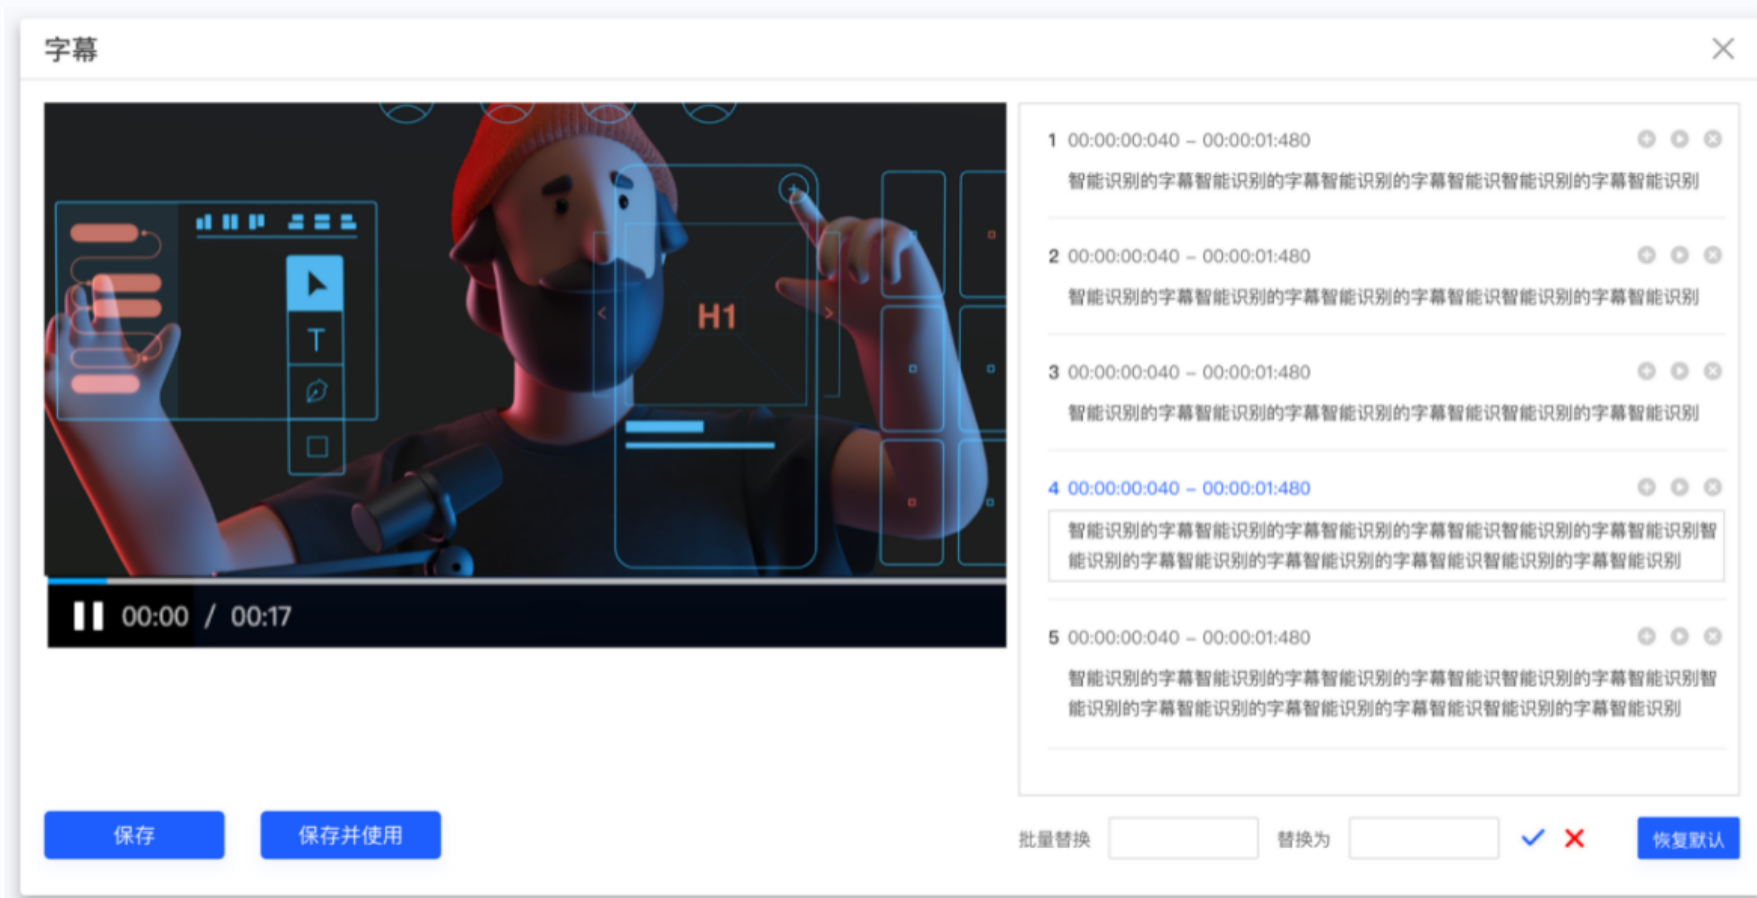 字幕
H1
T
00:00 / 00:17
1 00:00:00:040 – 00:00:01:480
智能识别的字幕智能识别的字幕智能识别的字幕智能识智能识别的字幕智能识别
2 00:00:00:040 – 00:00:01:480
智能识别的字幕智能识别的字幕智能识别的字幕智能识智能识别的字幕智能识别
3 00:00:00:040 – 00:00:01:480
智能识别的字幕智能识别的字幕智能识别的字幕智能识智能识别的字幕智能识别
4 00:00:00:040 – 00:00:01:480
智能识别的字幕智能识别的字幕智能识别的字幕智能识智能识别的字幕智能识别智
能识别的字幕智能识别的字幕智能识别的字幕智能识智能识别的字幕智能识别
5 00:00:00:040 – 00:00:01:480
智能识别的字幕智能识别的字幕智能识别的字幕智能识智能识别的字幕智能识别智
能识别的字幕智能识别的字幕智能识别的字幕智能识智能识别的字幕智能识别
保存 保存并使用
批量替换 替换为 恢复默认